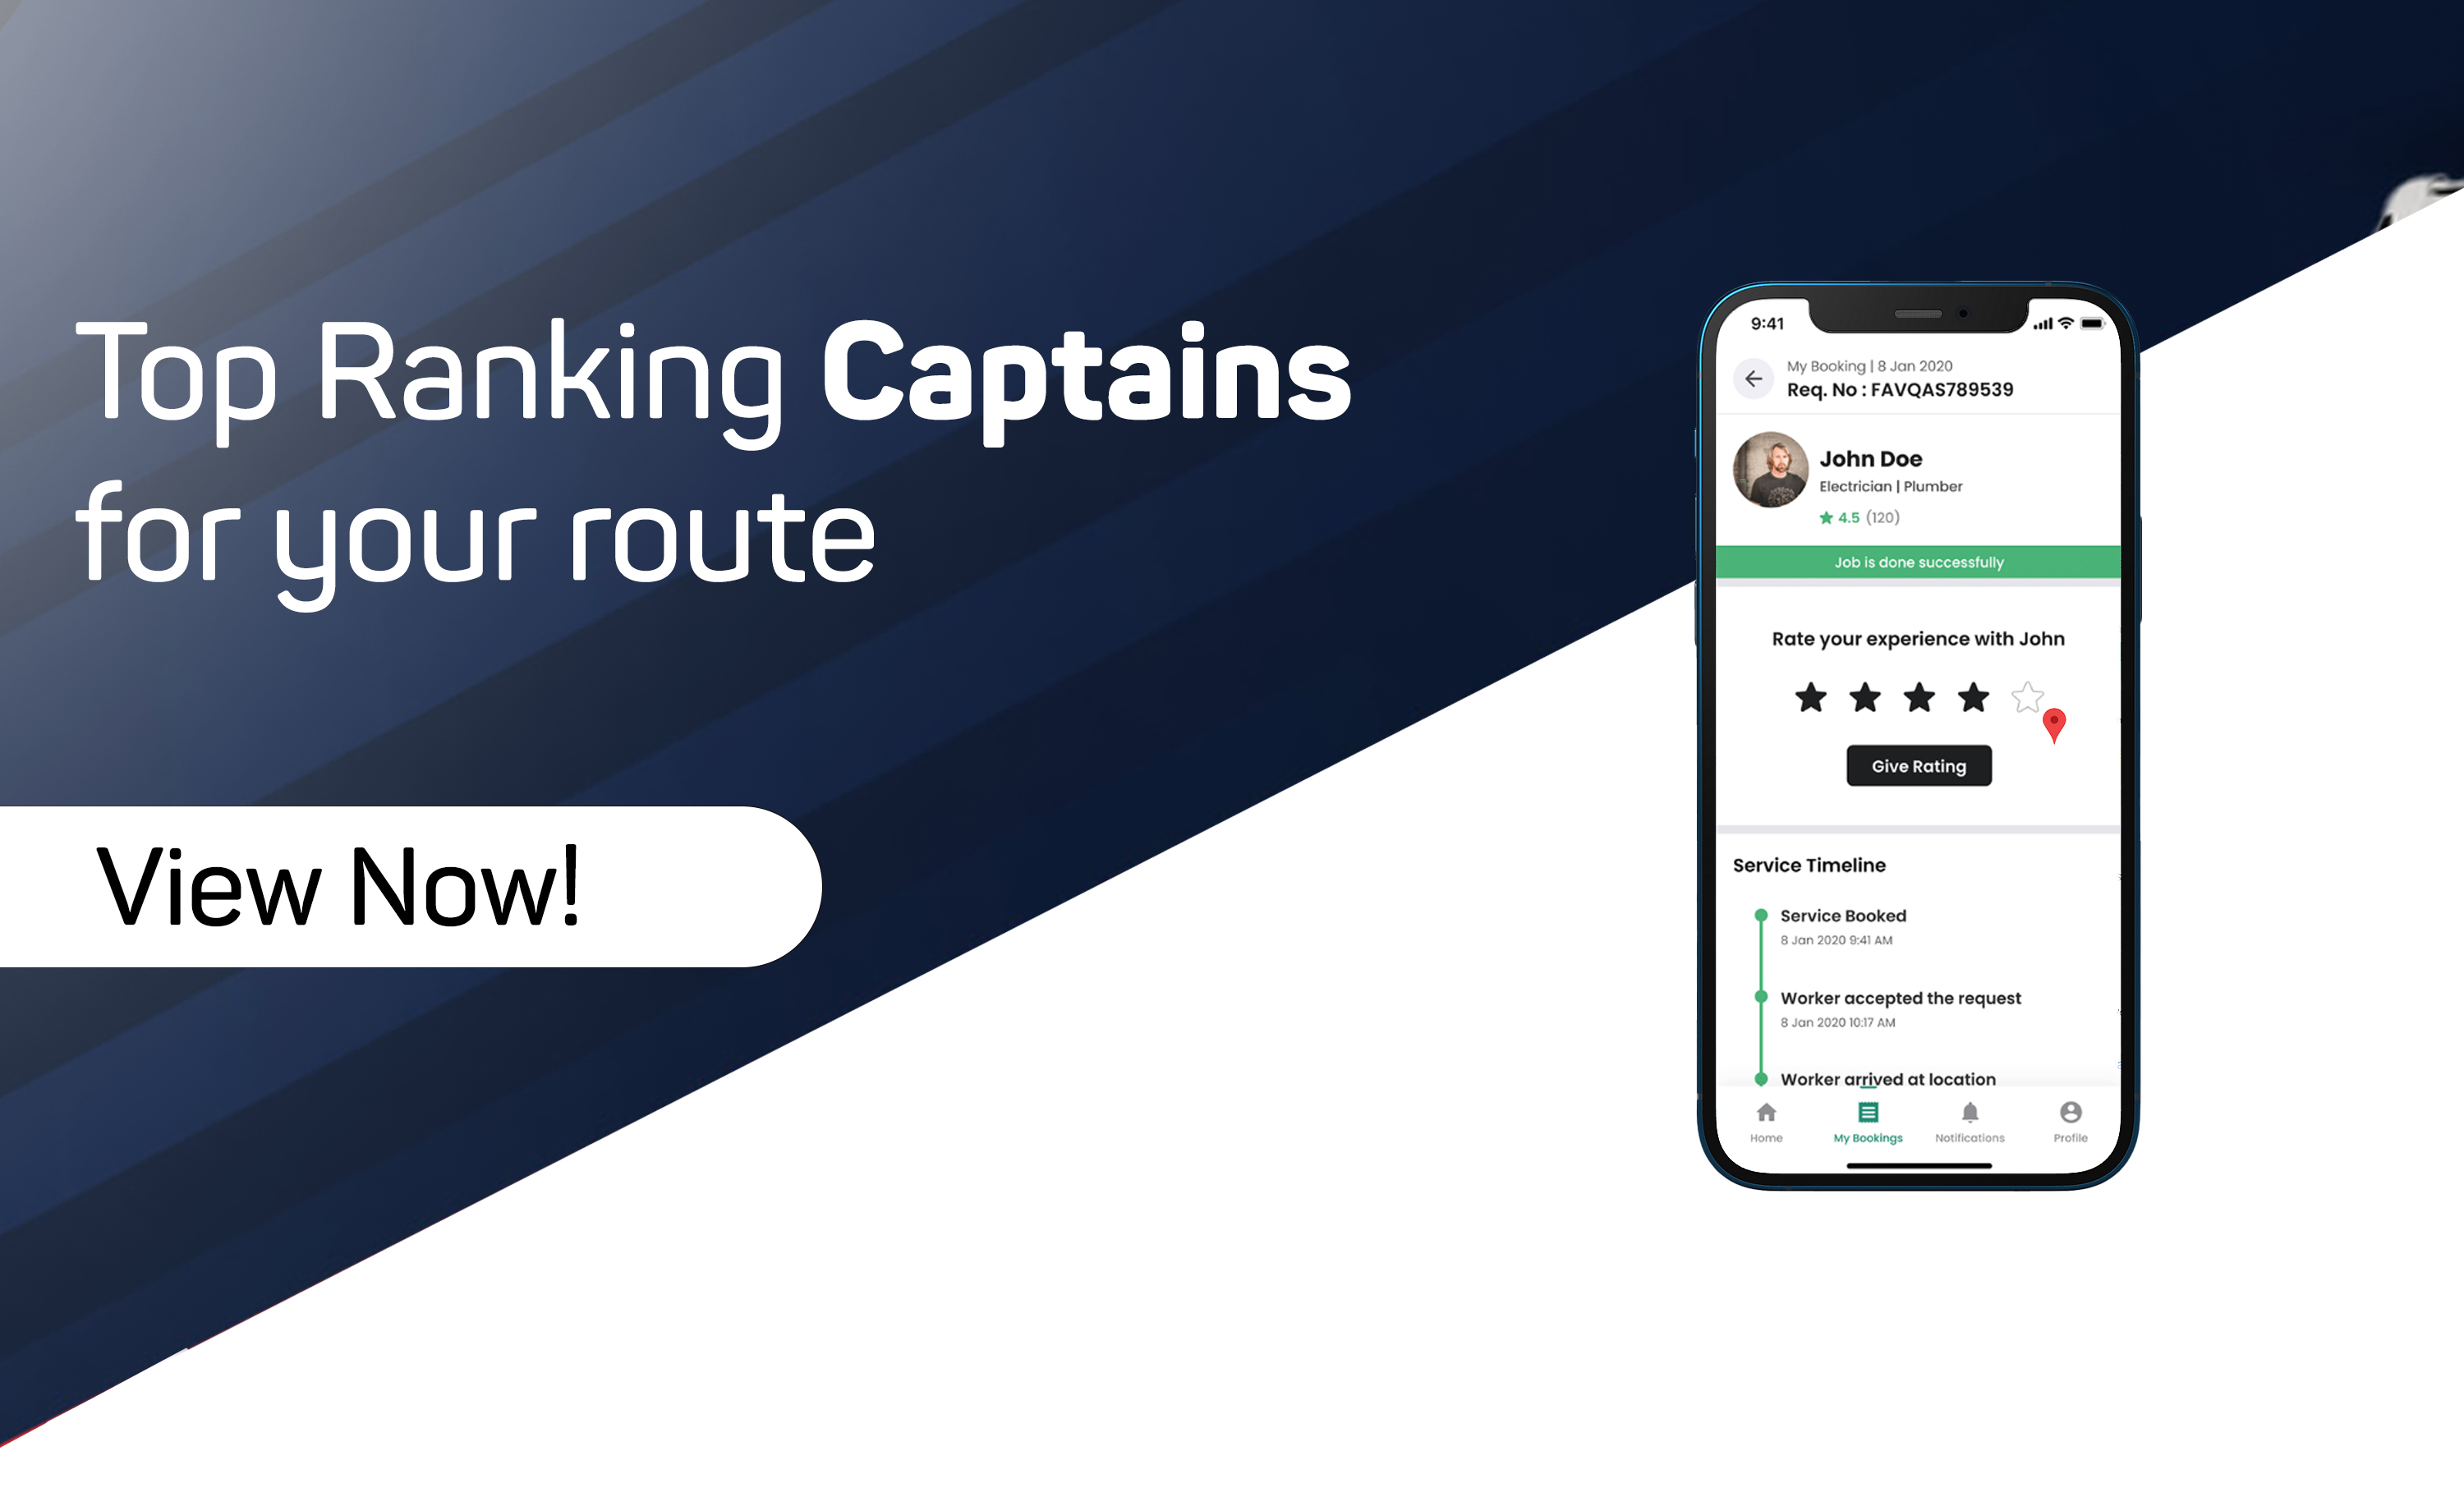 Top Ranking Captains
for your route
View Now!
9:41
My Booking | 8 Jan 2020
Req. No : FAVQAS789539
John Doe
Electrician | Plumber
4.5 (120)
Job is done successfully
Rate your experience with John
Give Rating
Service Timeline
Service Booked
8 Jan 2020 9:41 AM
Worker accepted the request
8 Jan 2020 10:17 AM
Worker arrived at location
Home My Bookings Notifications Profile